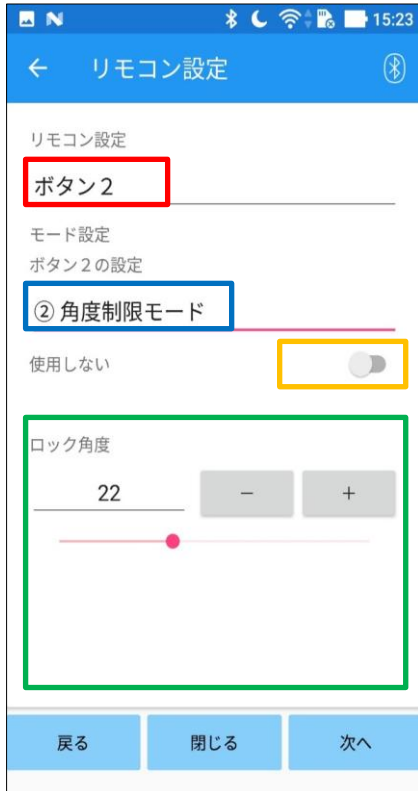 15:23
← リモコン設定
リモコン設定
ボタン２
モード設定
ボタン２の設定
② 角度制限モード
使用しない
ロック角度
22 － ＋
戻る 閉じる 次へ